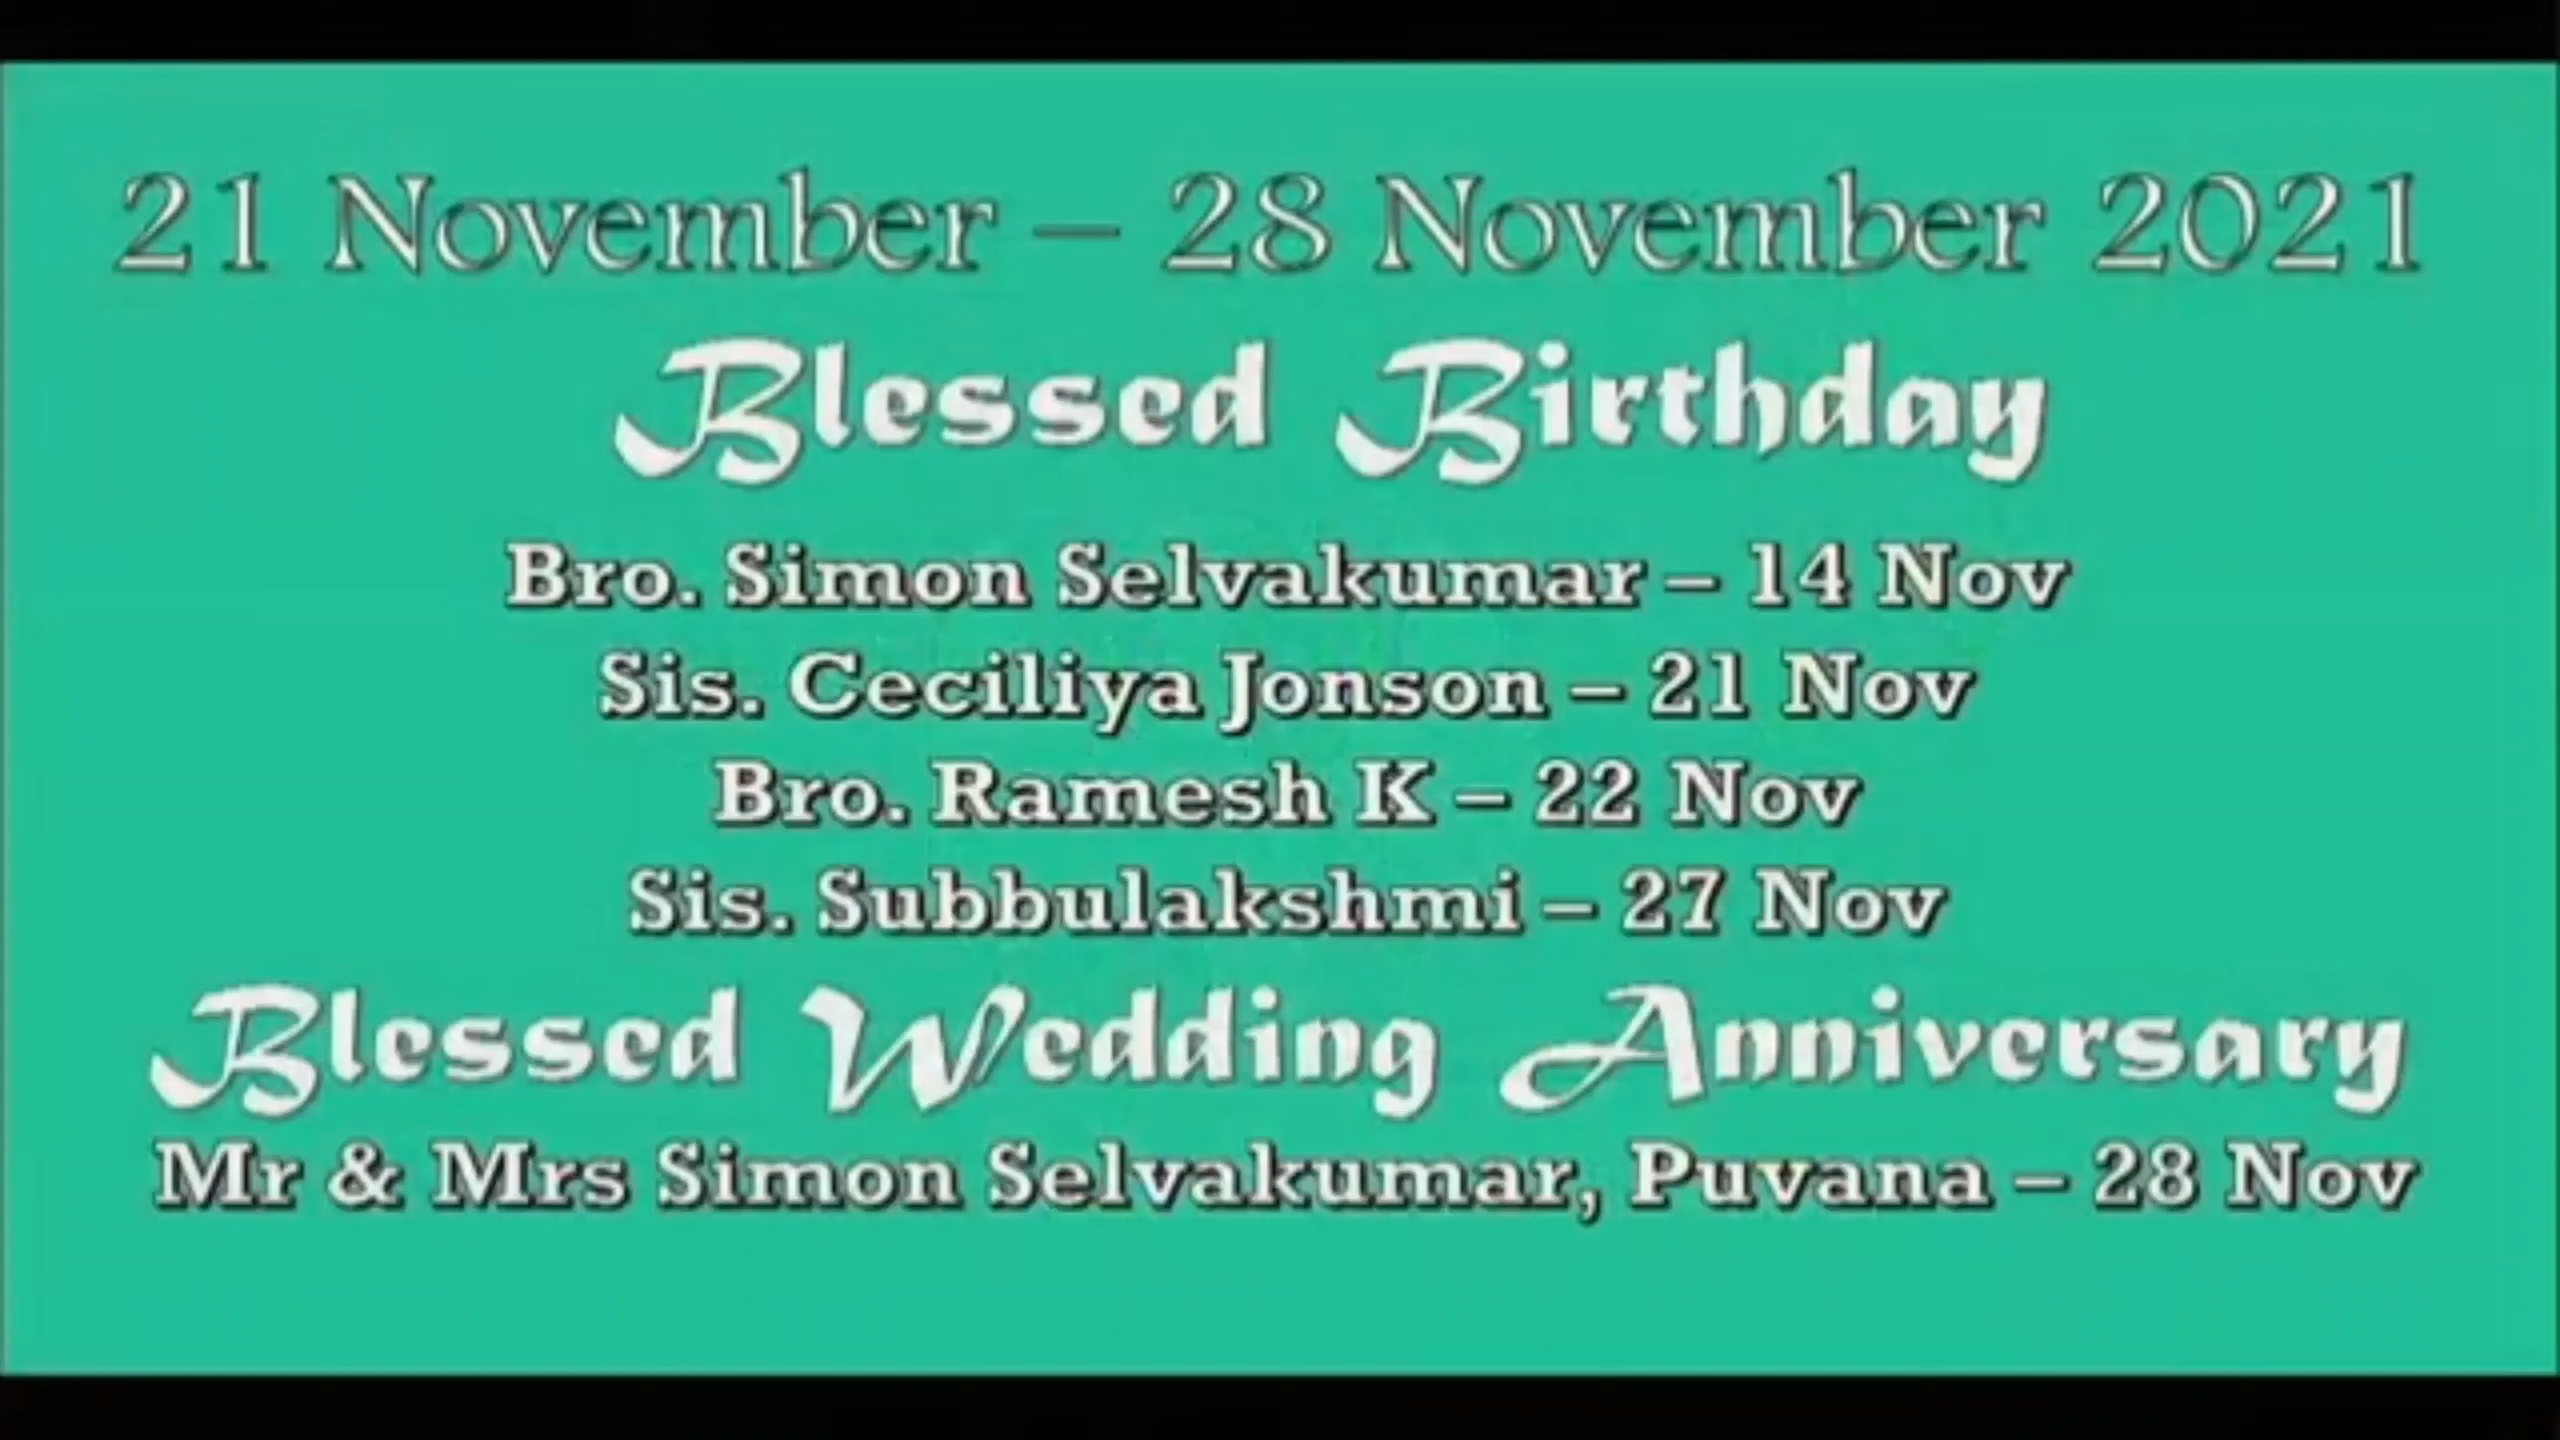 21 November – 28 November 2021
Blessed Birthday
Bro. Simon Selvakumar – 14 Nov
Sis. Ceciliya Jonson – 21 Nov
Bro. Ramesh K – 22 Nov
Sis. Subbulakshmi – 27 Nov
Blessed Wedding Anniversary
Mr & Mrs Simon Selvakumar, Puvana – 28 Nov